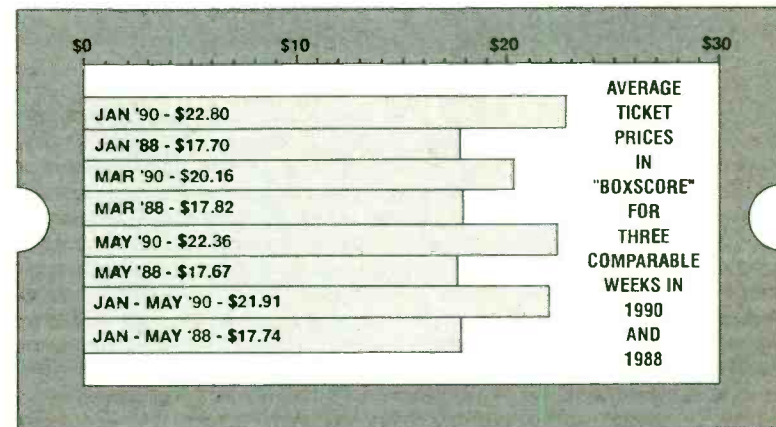 $0 $10 $20 $30
JAN '90 - $22.80
JAN '88 - $17.70
MAR '90 - $20.16
MAR '88 - $17.82
MAY '90 - $22.36
MAY '88 - $17.67
JAN - MAY '90 - $21.91
JAN - MAY '88 - $17.74
AVERAGE
TICKET
PRICES
IN
"BOXSCORE"
FOR
THREE
COMPARABLE
WEEKS IN
1990
AND
1988